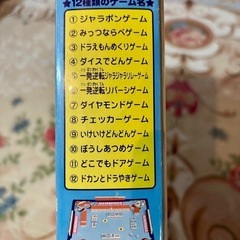 ★12種類のゲーム名★
①ジャラポンゲーム
②みっつならべゲーム
③ドラえもんめくりゲーム
④ダイスでどんゲーム
⑤一発逆転ジャラジャラリレーゲーム
⑥一発逆転リバーシゲーム
⑦ダイヤモンドゲーム
⑧チェッカーゲーム
⑨いけいけどんどんゲーム
⑩ぼうしあつめゲーム
⑪どこでもドアゲーム
⑫ドカンとドラやきゲーム